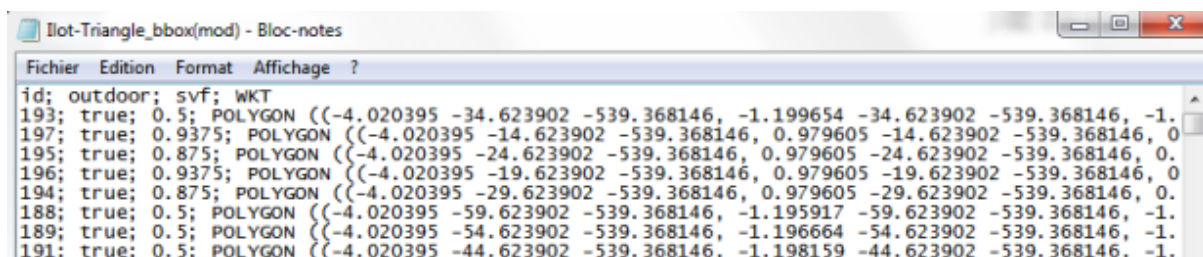 Ilot-Triangle_bbox(mod) - Bloc-notes
Fichier Edition Format Affichage ?
id; outdoor; svf; WKT
193; true; 0.5; POLYGON ((-4.020395 -34.623902 -539.368146, -1.199654 -34.623902 -539.368146, -1.
197; true; 0.9375; POLYGON ((-4.020395 -14.623902 -539.368146, 0.979605 -14.623902 -539.368146, 0
195; true; 0.875; POLYGON ((-4.020395 -24.623902 -539.368146, 0.979605 -24.623902 -539.368146, 0.
196; true; 0.9375; POLYGON ((-4.020395 -19.623902 -539.368146, 0.979605 -19.623902 -539.368146, 0
194; true; 0.875; POLYGON ((-4.020395 -29.623902 -539.368146, 0.979605 -29.623902 -539.368146, 0.
188; true; 0.5; POLYGON ((-4.020395 -59.623902 -539.368146, -1.195917 -59.623902 -539.368146, -1.
189; true; 0.5; POLYGON ((-4.020395 -54.623902 -539.368146, -1.196664 -54.623902 -539.368146, -1.
191; true; 0.5; POLYGON ((-4.020395 -44.623902 -539.368146, -1.198159 -44.623902 -539.368146, -1.